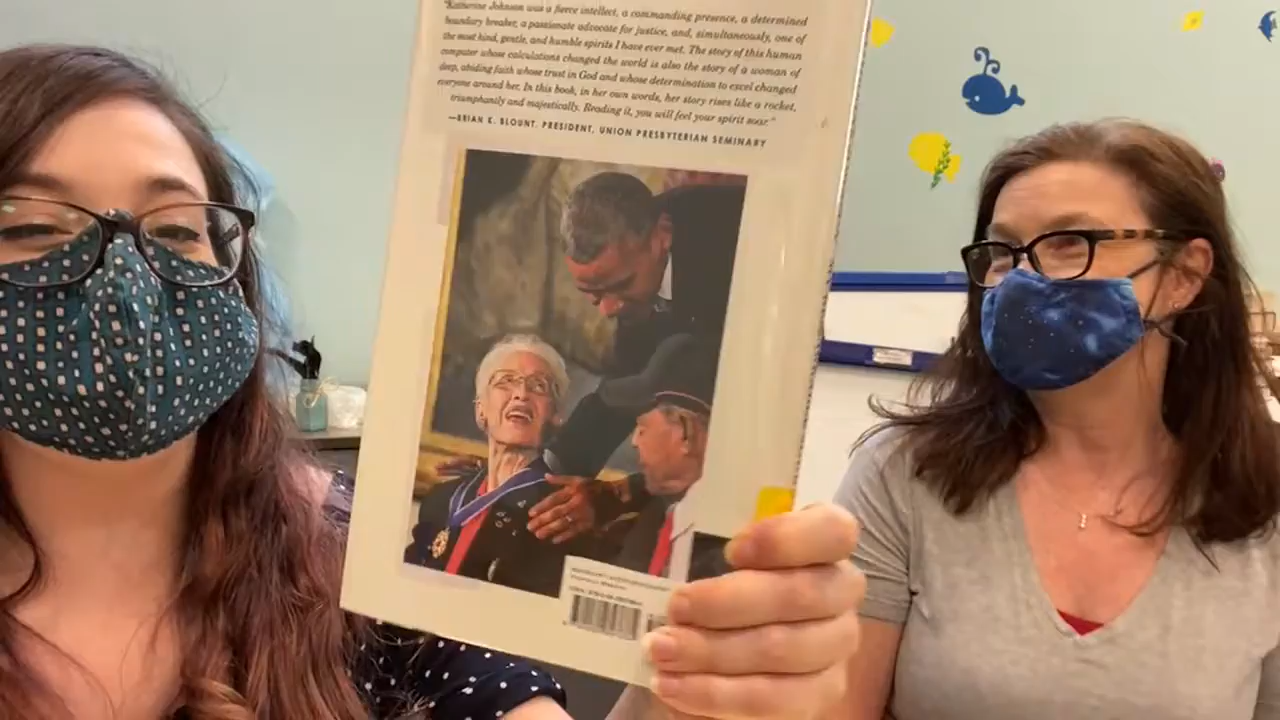 "Katherine Johnson was a fierce intellect, a commanding presence, a determined
boundary breaker, a passionate advocate for justice, and, simultaneously, one of
the most kind, gentle, and humble spirits I have ever met. The story of this human
computer whose calculations changed the world is also the story of a woman of
deep, abiding faith whose trust in God and whose determination to excel changed
everyone around her. In this book, in her own words, her story rises like a rocket,
triumphantly and majestically. Reading it, you will feel your spirit soar."
—BRIAN K. BLOUNT, PRESIDENT, UNION PRESBYTERIAN SEMINARY